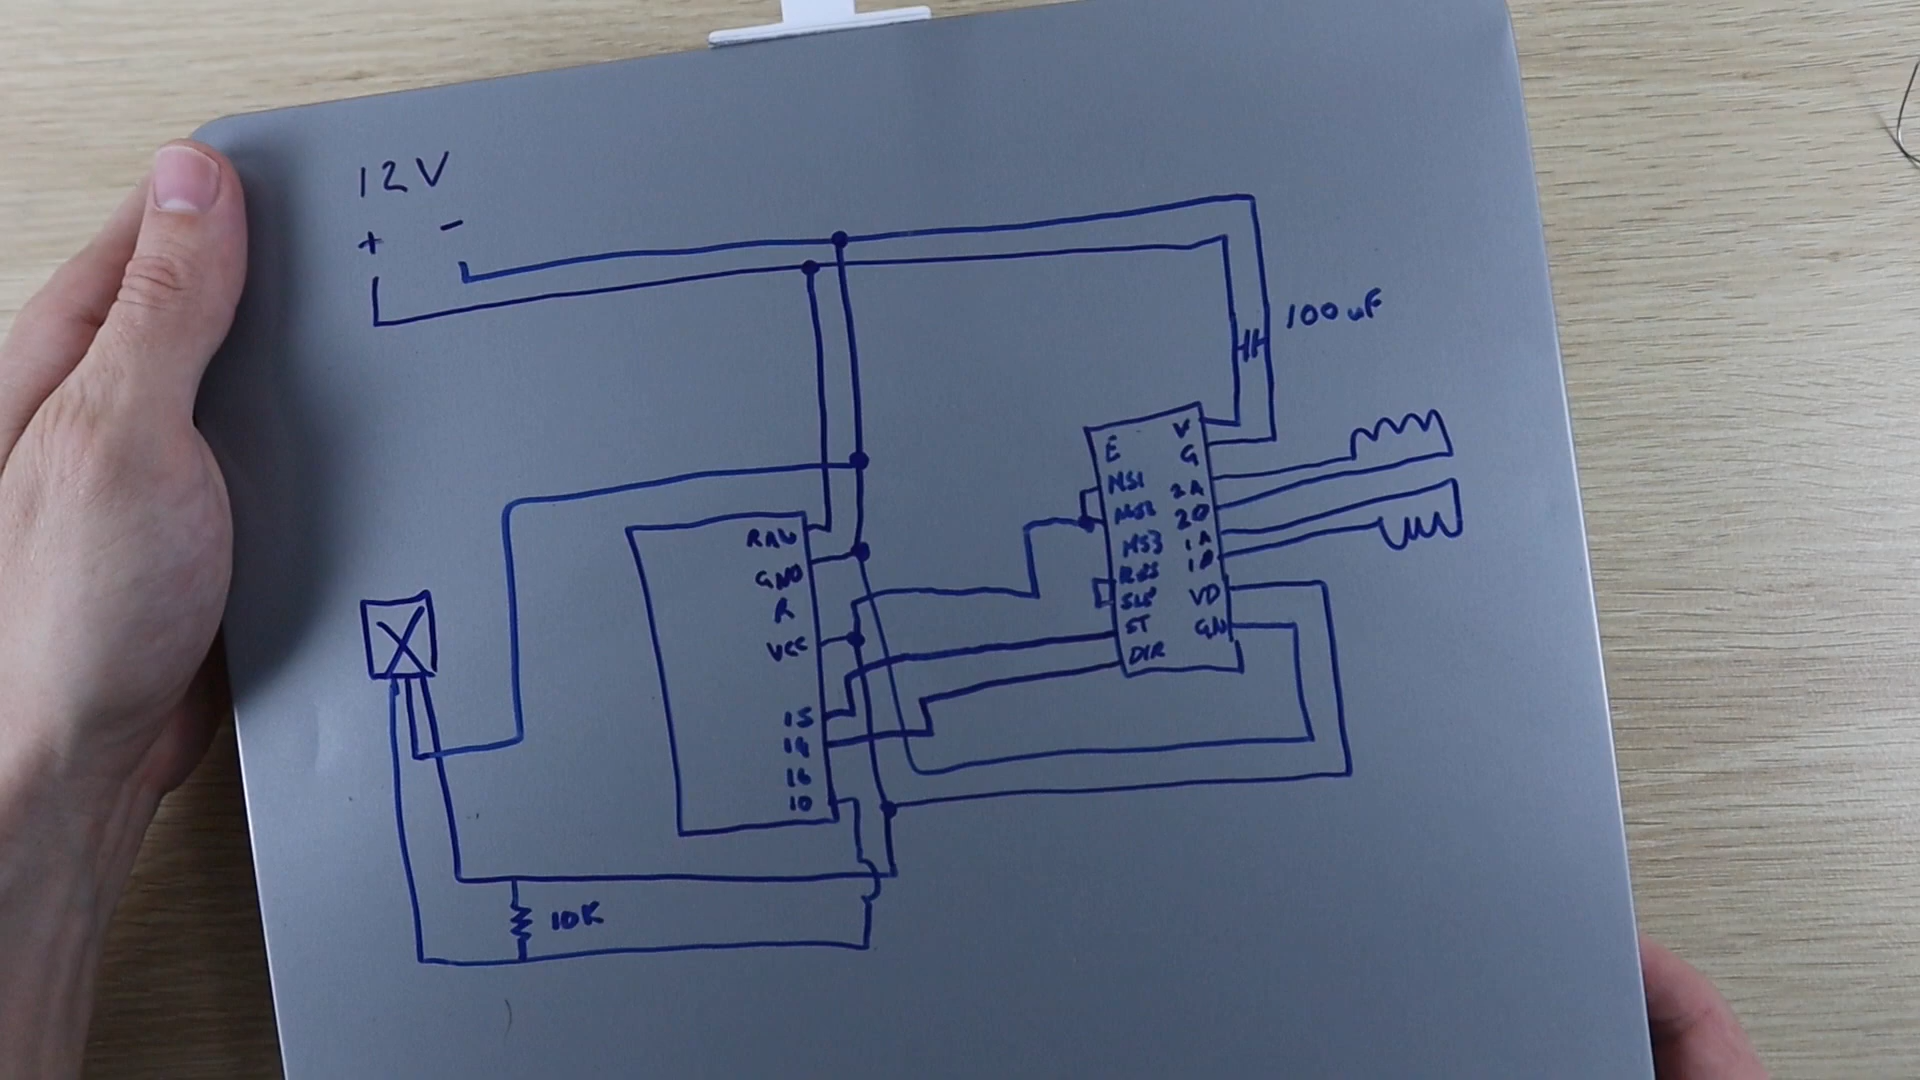 12V
+ -
100uF
E V
G
MS1
2A
MS2
2B
MS3
1A
RES
1B
SLP
VD
ST
GN
DIR
RAW
GND
R
VCC
15
14
16
10
X
10K